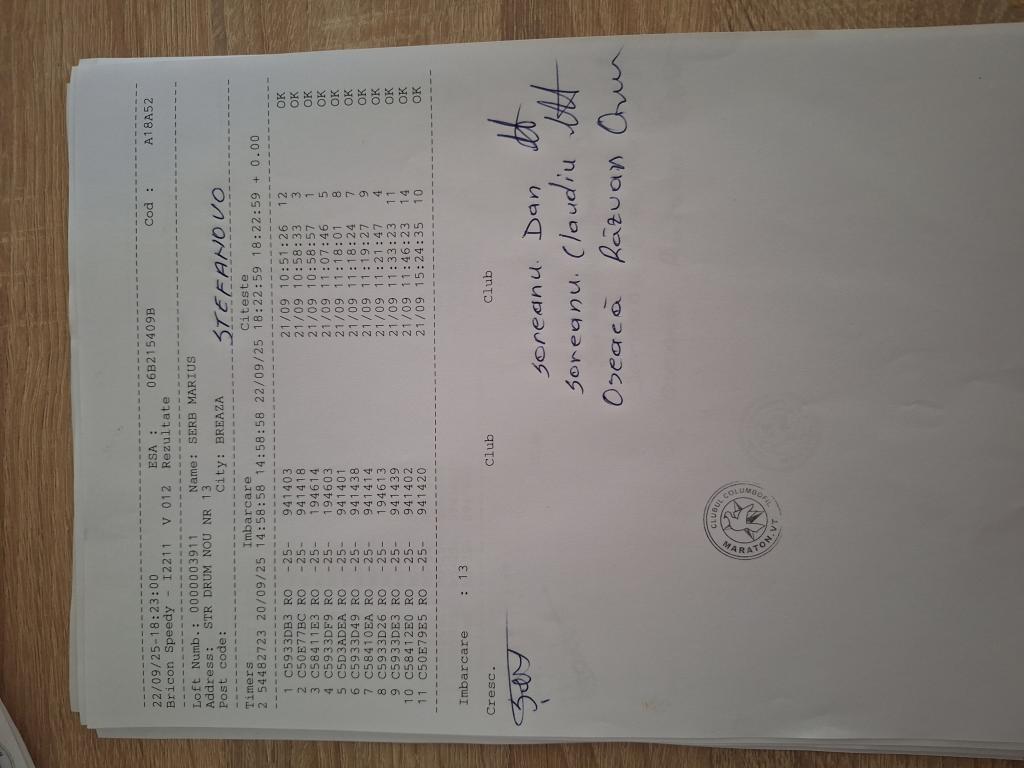 22/09/25-18:23:00 ESA : 06B215409B Cod : A18A52
Bricon Speedy - I2211 V 012 Rezultate
Loft Numb.: 0000003911 Name: SERB MARIUS
Address: STR DRUM NOU NR 13
Post code: City: BREAZA STEFANOVO
Timers Imbarcare Citeste
2 54482723 20/09/25 14:58:58 14:58:58 22/09/25 18:22:59 18:22:59 + 0.00
1 C5933DB3 RO -25- 941403 21/09 10:51:26 12 OK
2 C50E77BC RO -25- 941418 21/09 10:58:33 3 OK
3 C58411E3 RO -25- 194614 21/09 10:58:57 1 OK
4 C5933DF9 RO -25- 194603 21/09 11:07:46 5 OK
5 C5D3ADEA RO -25- 941401 21/09 11:18:01 8 OK
6 C5933D49 RO -25- 941438 21/09 11:18:24 7 OK
7 C58410EA RO -25- 941414 21/09 11:19:27 9 OK
8 C5933D26 RO -25- 194613 21/09 11:21:47 4 OK
9 C5933DE3 RO -25- 941439 21/09 11:23:23 11 OK
10 C58412E0 RO -25- 941402 21/09 11:46:23 14 OK
11 C50E79E5 RO -25- 941420 21/09 15:24:35 10 OK
Imbarcare : 13
Cresc. Club Club
Soreanu Dan
Soreanu Claudiu
Oseacă Răzvan
CLUBUL COLUMBOFIL
MARATON.VT